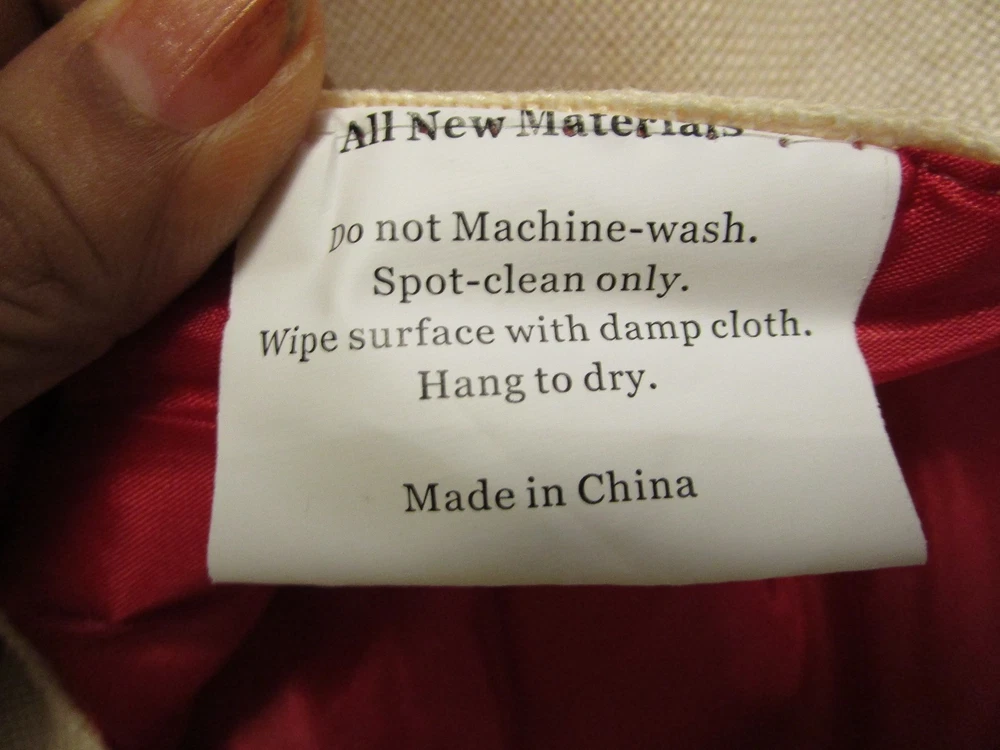 All New Materials
Do not Machine-wash.
Spot-clean only.
Wipe surface with damp cloth.
Hang to dry.
Made in China